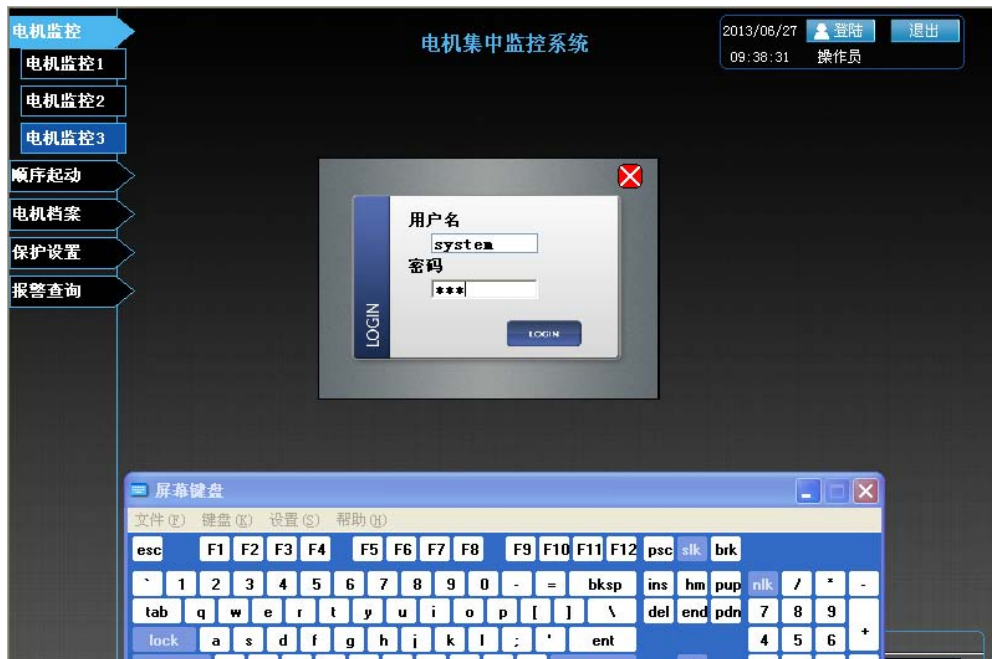 电机监控
电机监控1
电机监控2
电机监控3
顺序起动
电机档案
保护设置
报警查询
电机集中监控系统
2013/06/27 登陆 退出
09:38:31 操作员
用户名
system
密码
***
LOGIN
LOGIN
屏幕键盘
文件(F) 键盘(K) 设置(S) 帮助(H)
esc F1 F2 F3 F4 F5 F6 F7 F8 F9 F10 F11 F12 psc slk brk
` 1 2 3 4 5 6 7 8 9 0 - = bksp ins hm pup nlk / * -
tab q w e r t y u i o p [ ] \ del end pdn 7 8 9
lock a s d f g h j k l ; ' ent 4 5 6 +